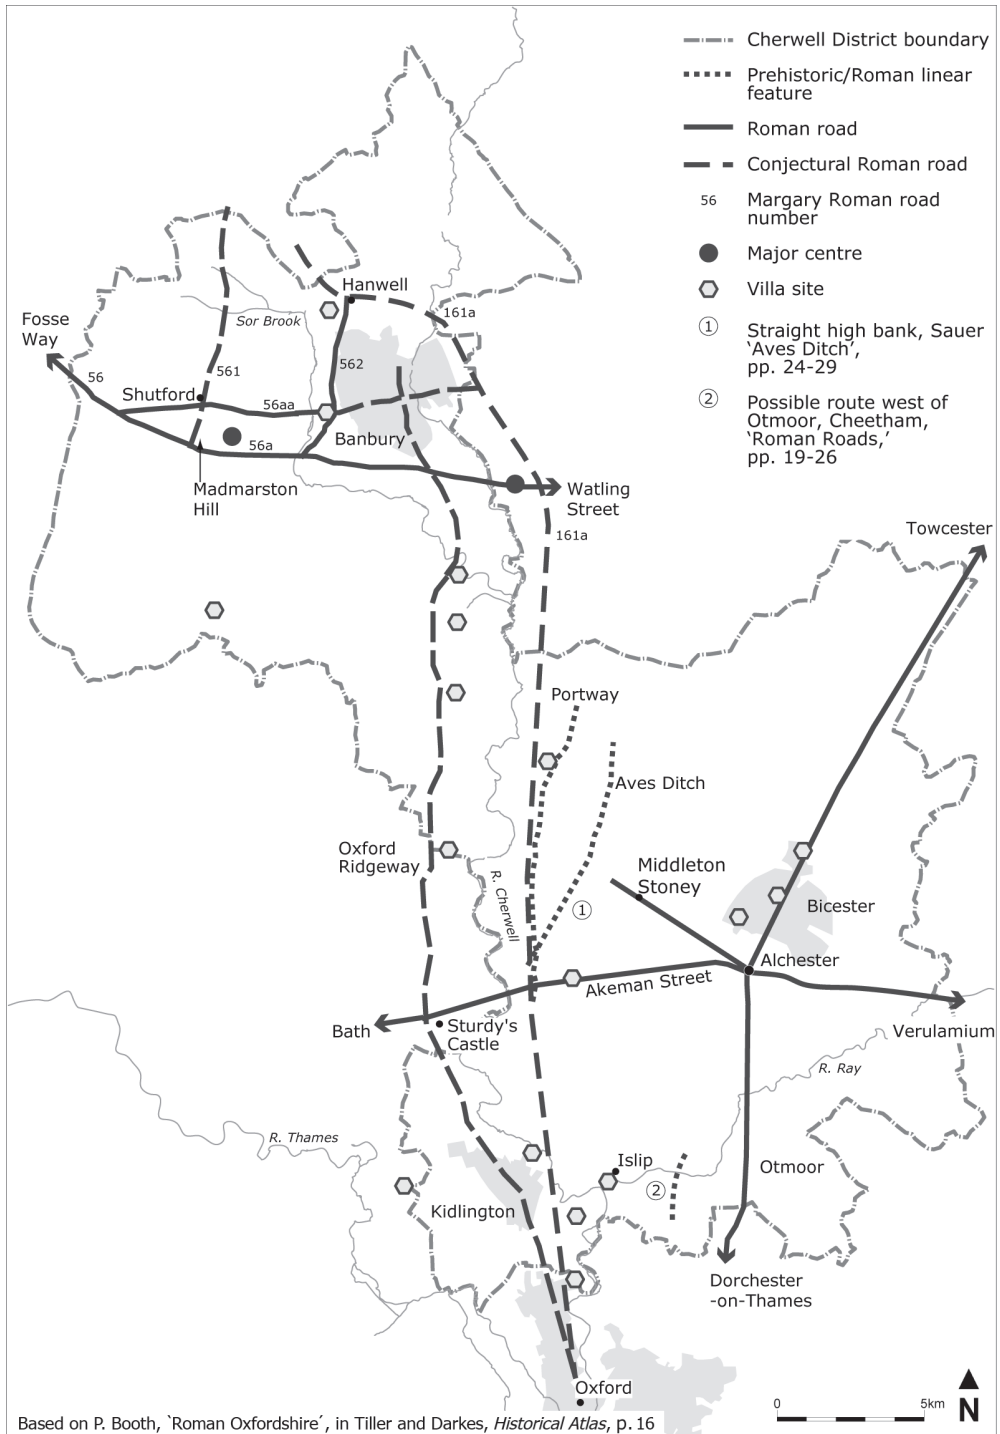 Cherwell District boundary
Prehistoric/Roman linear
feature
Roman road
Conjectural Roman road
56
Margary Roman road
number
Major centre
Villa site
1
Straight high bank, Sauer
‘Aves Ditch’,
pp. 24-29
2
Possible route west of
Otmoor, Cheetham,
‘Roman Roads,’
pp. 19-26
Hanwell
161a
Sor Brook
Fosse
Way
56
561
562
Shutford
56aa
Banbury
56a
Madmarston
Hill
Watling
Street
161a
Towcester
Portway
Aves Ditch
Oxford
Ridgeway
R. Cherwell
Middleton
Stoney
1
Bicester
Alchester
Akeman Street
Bath
Sturdy's
Castle
Verulamium
R. Ray
R. Thames
Islip
2
Otmoor
Kidlington
Dorchester
-on-Thames
Oxford
0
5km
N
Based on P. Booth, `Roman Oxfordshire´, in Tiller and Darkes, Historical Atlas, p. 16